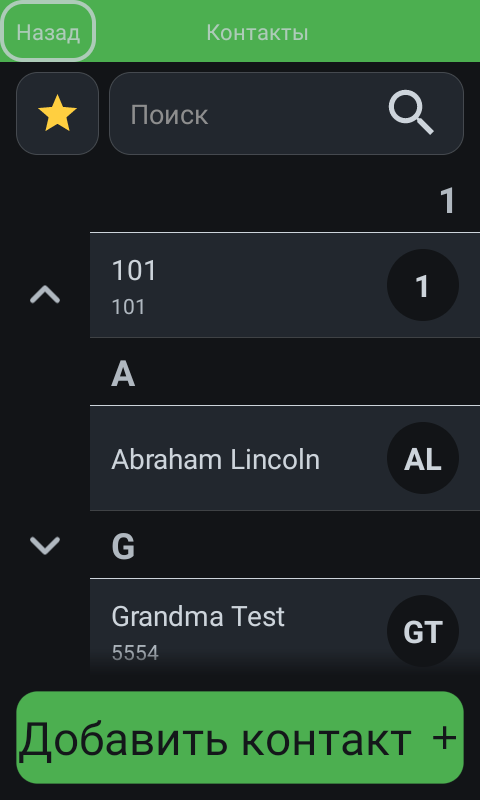 Назад
Контакты
Поиск
1
101
101
1
A
Abraham Lincoln
AL
G
Grandma Test
5554
GT
Добавить контакт +